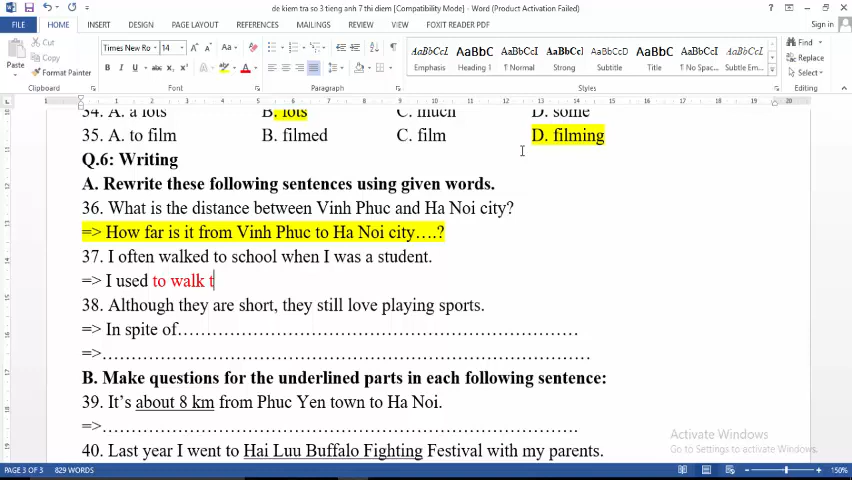 de kiem tra so 3 tieng anh 7 thi diem [Compatibility Mode] - Word (Product Activation Failed)
FILE HOME INSERT DESIGN PAGE LAYOUT REFERENCES MAILINGS REVIEW VIEW FOXIT READER PDF Sign in
Cut
Copy
Format Painter
Paste
Times New Ro 14
AaBbCcI AaBbC AaBbCcI AaBbCcI AaBbCcD AaBbC AaBbCcI AaBbCcI
Emphasis Heading 1 ¶ Normal Strong Subtitle Title ¶ No Spac... Subtle Em...
Find
Replace
Select
Clipboard Font Paragraph Styles Editing
34. A. a lots B. lots C. much D. some
35. A. to film B. filmed C. film D. filming
Q.6: Writing
A. Rewrite these following sentences using given words.
36. What is the distance between Vinh Phuc and Ha Noi city?
=> How far is it from Vinh Phuc to Ha Noi city….?
37. I often walked to school when I was a student.
=> I used to walk t
38. Although they are short, they still love playing sports.
=> In spite of……………………………………………………………
=>…………………………………………………………………………
B. Make questions for the underlined parts in each following sentence:
39. It’s about 8 km from Phuc Yen town to Ha Noi.
=>………………………………………………………………………
40. Last year I went to Hai Luu Buffalo Fighting Festival with my parents.
Activate Windows
Go to Settings to activate Windows.
PAGE 3 OF 3 829 WORDS 150%